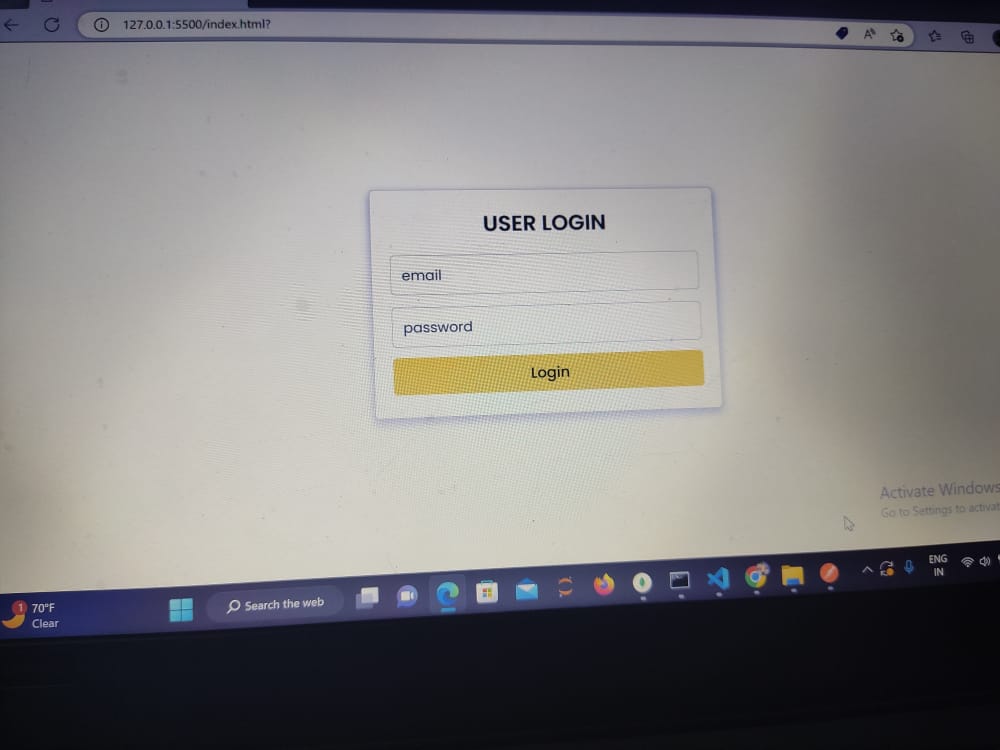 127.0.0.1:5500/index.html?
USER LOGIN
email
password
Login
Activate Windows
Go to Settings to activat
1
70°F
Clear
Search the web
ENG
IN